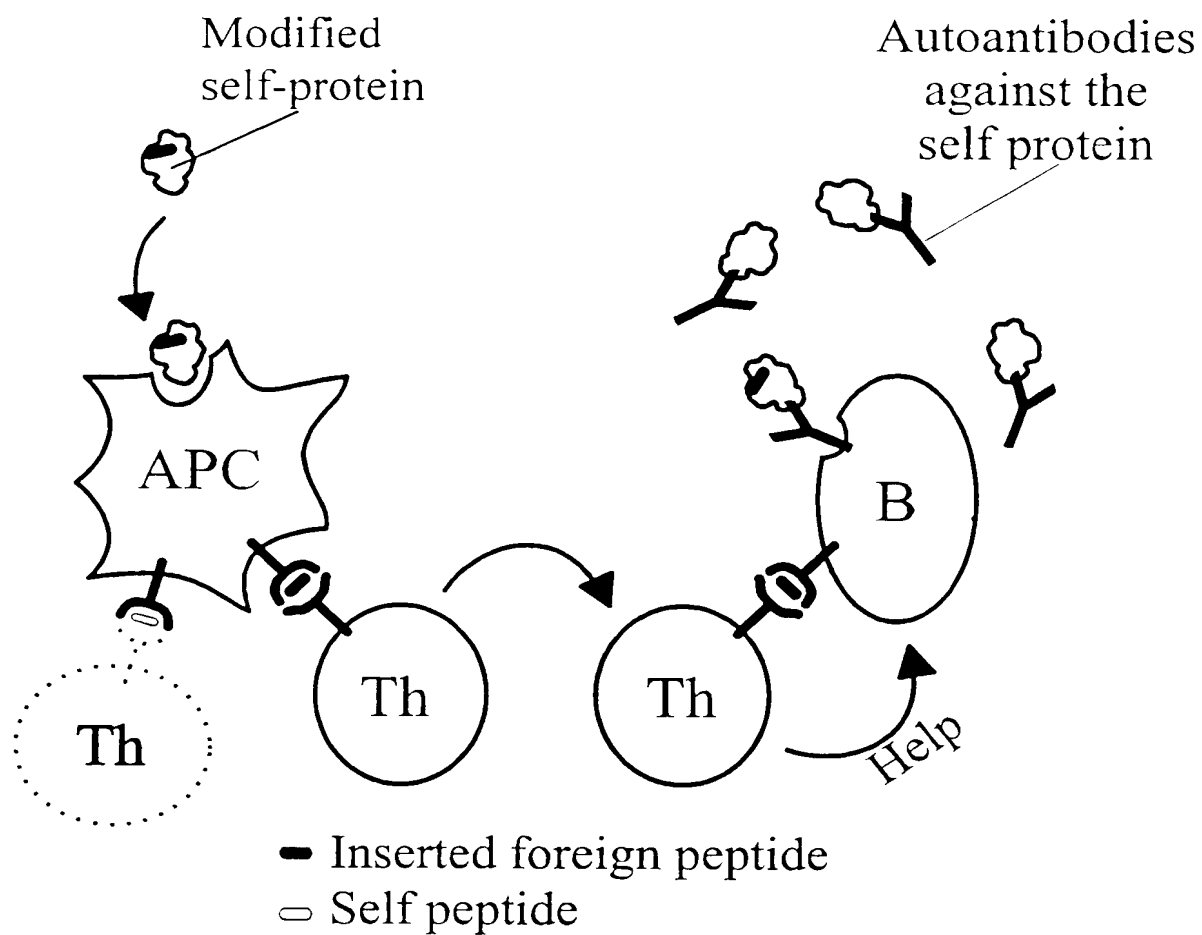 Modified
self-protein
Autoantibodies
against the
self protein
APC
B
Th
Th
Th
Help
Inserted foreign peptide
Self peptide